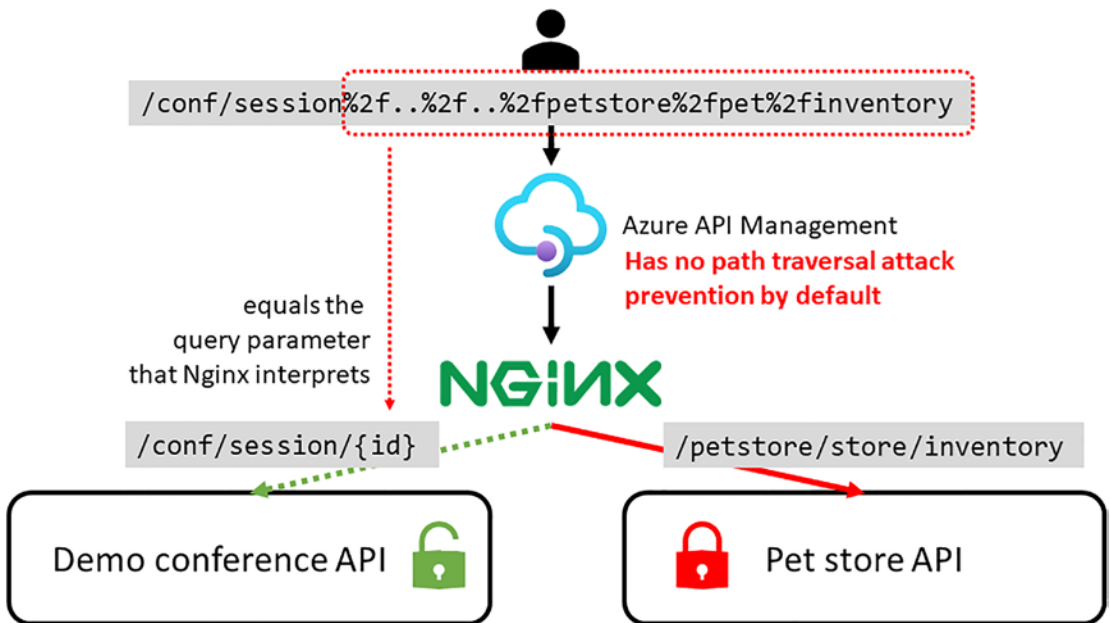 /conf/session%2f..%2f..%2fpetstore%2fpet%2finventory
Azure API Management
Has no path traversal attack
prevention by default
equals the
query parameter
that Nginx interprets
NGiNX
/conf/session/{id}
/petstore/store/inventory
Demo conference API
Pet store API